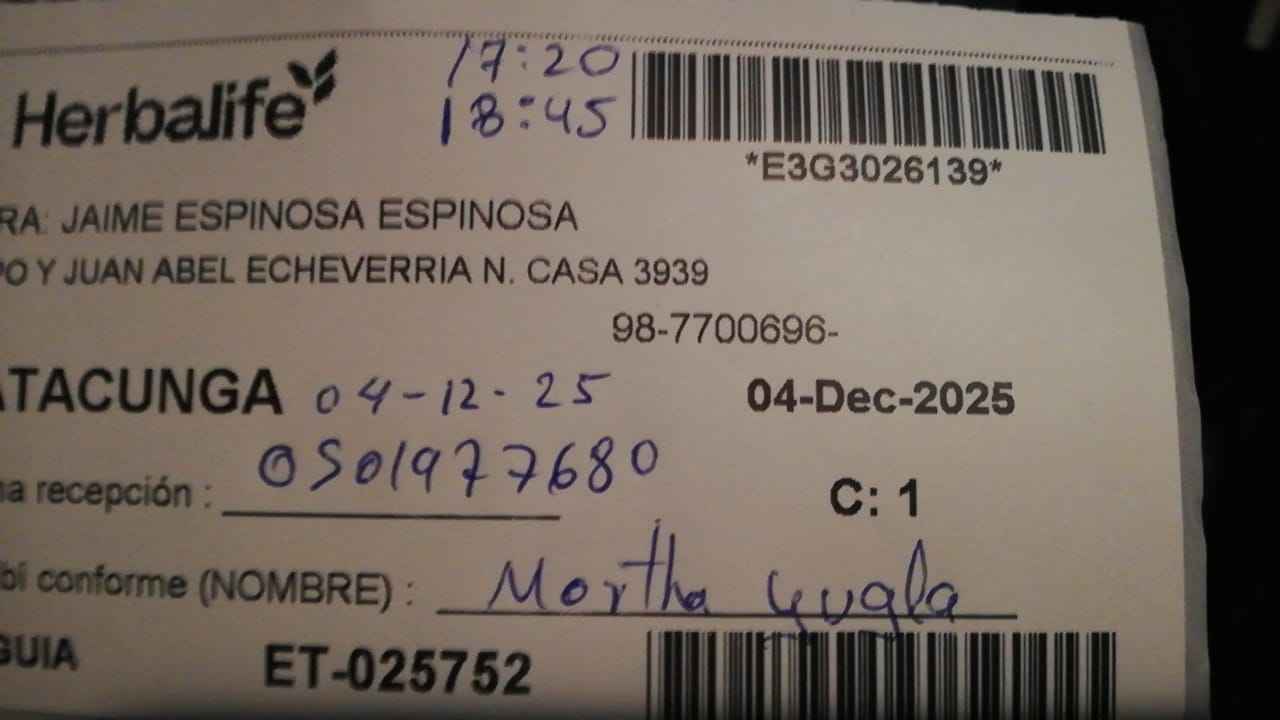 Herbalife
17:20
18:45
*E3G3026139*
RA: JAIME ESPINOSA ESPINOSA
PO Y JUAN ABEL ECHEVERRIA N. CASA 3939
98-7700696-
ATACUNGA 04-12-25 04-Dec-2025
0501977680
na recepción :
C: 1
bí conforme (NOMBRE) : Martha Yugla
GUIA ET-025752